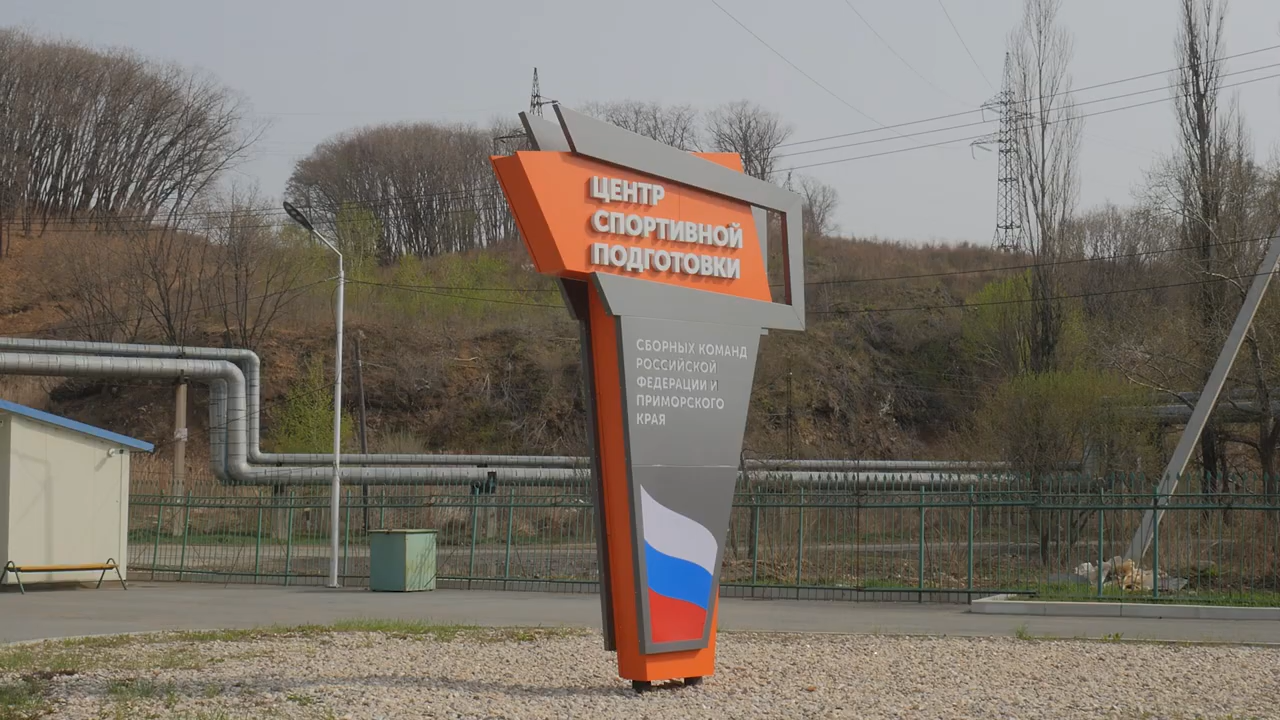 ЦЕНТР
СПОРТИВНОЙ
ПОДГОТОВКИ
СБОРНЫХ КОМАНД
РОССИЙСКОЙ
ФЕДЕРАЦИИ И
ПРИМОРСКОГО
КРАЯ